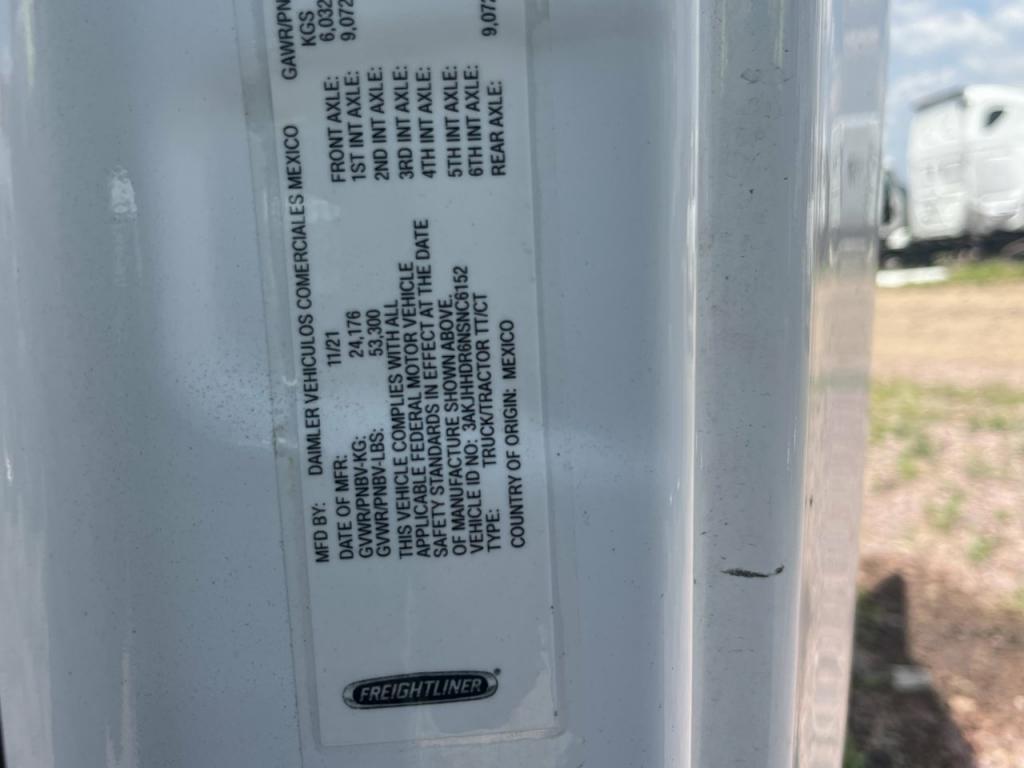 FREIGHTLINER
MFD BY: DAIMLER VEHICULOS COMERCIALES MEXICO
DATE OF MFR: 11/21
GVWR/PNBV-KG: 24,176
GVWR/PNBV-LBS: 53,300
THIS VEHICLE COMPLIES WITH ALL
APPLICABLE FEDERAL MOTOR VEHICLE
SAFETY STANDARDS IN EFFECT AT THE DATE
OF MANUFACTURE SHOWN ABOVE.
VEHICLE ID NO: 3AKJHHDR6NSNC6152
TYPE: TRUCK/TRACTOR TT/CT
COUNTRY OF ORIGIN: MEXICO
GAWR/PN
KGS
FRONT AXLE: 6,032
1ST INT AXLE: 9,072
2ND INT AXLE:
3RD INT AXLE:
4TH INT AXLE:
5TH INT AXLE:
6TH INT AXLE:
REAR AXLE: 9,072